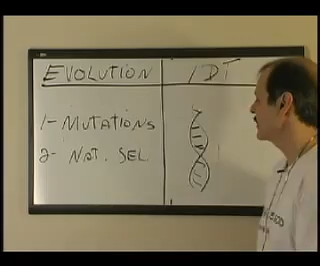 EVOLUTION IDT
1- MUTATIONS
2- NAT. SEL